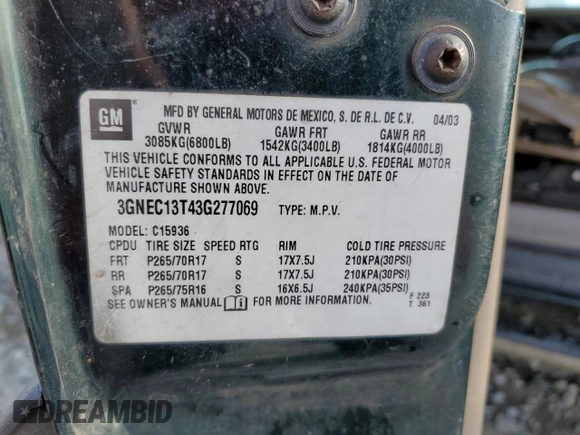 GM ®
MFD BY GENERAL MOTORS DE MEXICO, S. DE R.L. DE C.V. 04/03
GVWR GAWR FRT GAWR RR
3085KG(6800LB) 1542KG(3400LB) 1814KG(4000LB)
THIS VEHICLE CONFORMS TO ALL APPLICABLE U.S. FEDERAL MOTOR
VEHICLE SAFETY STANDARDS IN EFFECT ON THE DATE OF
MANUFACTURE SHOWN ABOVE.
3GNEC13T43G277069 TYPE: M.P.V.
MODEL: C15936
CPDU TIRE SIZE SPEED RTG RIM COLD TIRE PRESSURE
FRT P265/70R17 S 17X7.5J 210KPA(30PSI)
RR P265/70R17 S 17X7.5J 210KPA(30PSI)
SPA P265/75R16 S 16X6.5J 240KPA(35PSI)
SEE OWNER'S MANUAL FOR MORE INFORMATION.
F 223
T 361
DREAMBID